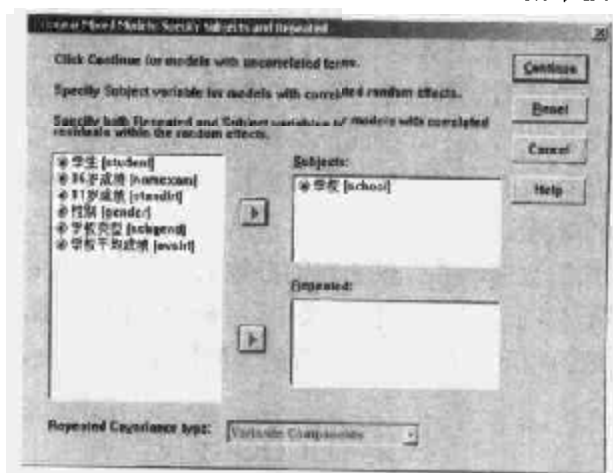 Linear Mixed Models: Specify Subjects and Repeated
Click Continue for models with uncorrelated terms.
Specify Subject variable for models with correlated random effects.
Specify both Repeated and Subject variables for models with correlated
residuals within the random effects.
学生 [student]
16岁成绩 [normexam]
11岁成绩 [standlrt]
性别 [gender]
学校类型 [schgend]
学校平均成绩 [avslrt]
Subjects:
学校 [school]
Repeated:
Repeated Covariance type:
Variance Components
Continue
Reset
Cancel
Help